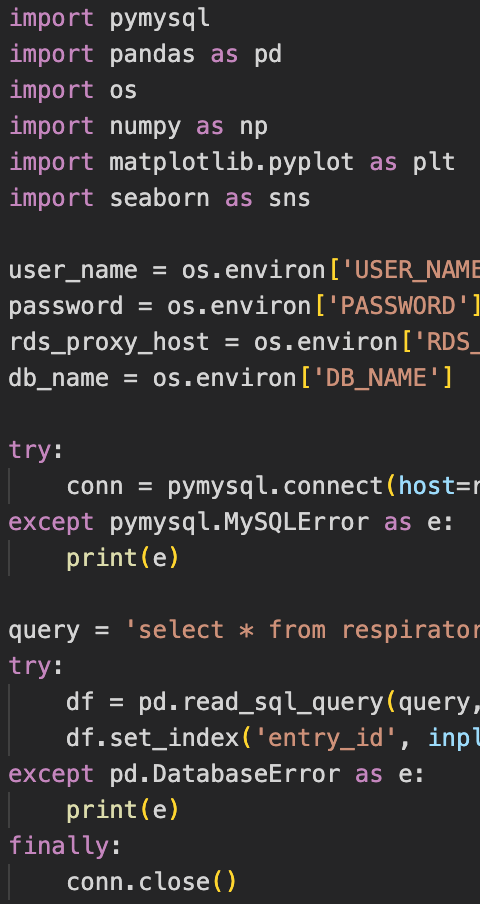 import pymysql
import pandas as pd
import os
import numpy as np
import matplotlib.pyplot as plt
import seaborn as sns
user_name = os.environ['USER_NAME
password = os.environ['PASSWORD']
rds_proxy_host = os.environ['RDS_
db_name = os.environ['DB_NAME']
try:
    conn = pymysql.connect(host=r
except pymysql.MySQLError as e:
    print(e)
query = 'select * from respirator
try:
    df = pd.read_sql_query(query,
    df.set_index('entry_id', inpl
except pd.DatabaseError as e:
    print(e)
finally:
    conn.close()